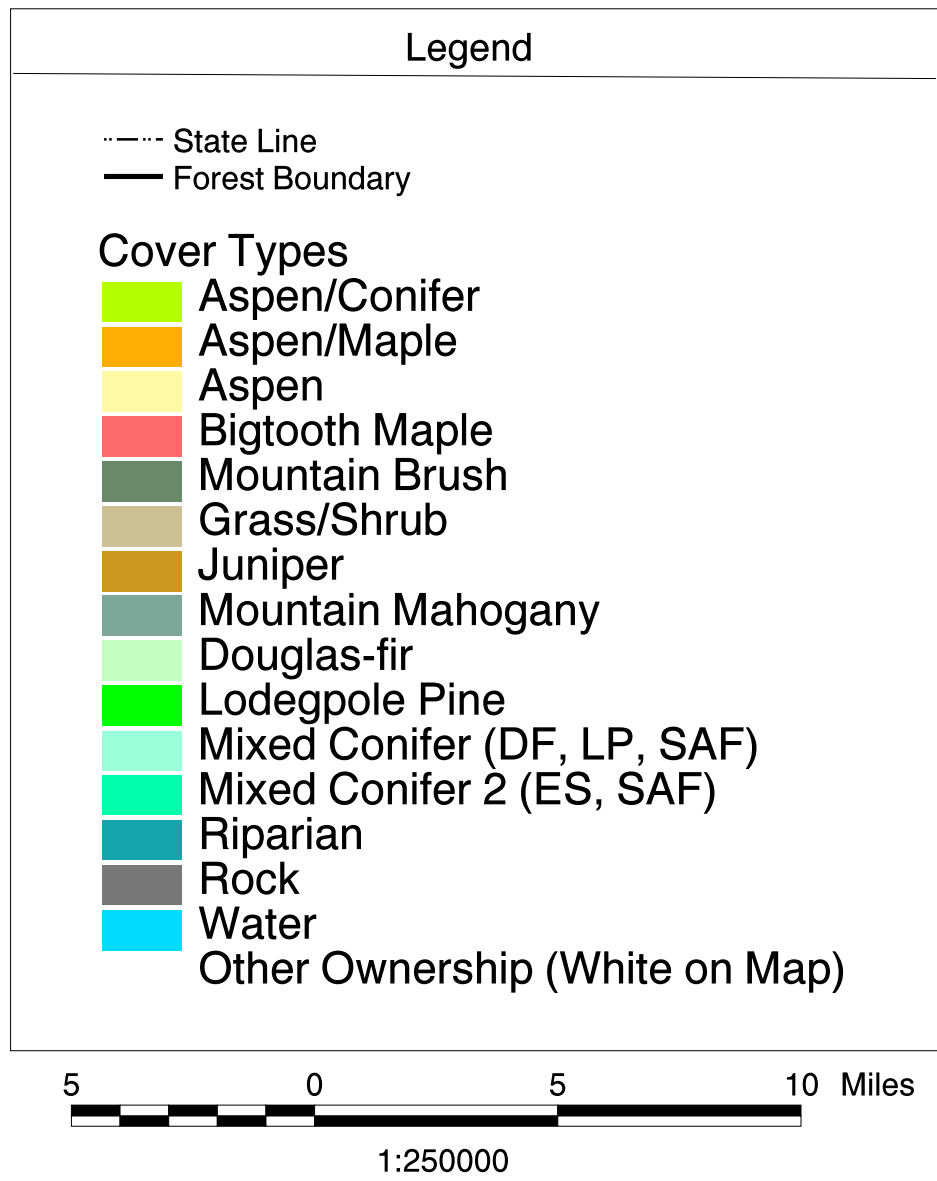 Legend
State Line
Forest Boundary
Cover Types
Aspen/Conifer
Aspen/Maple
Aspen
Bigtooth Maple
Mountain Brush
Grass/Shrub
Juniper
Mountain Mahogany
Douglas-fir
Lodegpole Pine
Mixed Conifer (DF, LP, SAF)
Mixed Conifer 2 (ES, SAF)
Riparian
Rock
Water
Other Ownership (White on Map)
5 0 5 10 Miles
1:250000